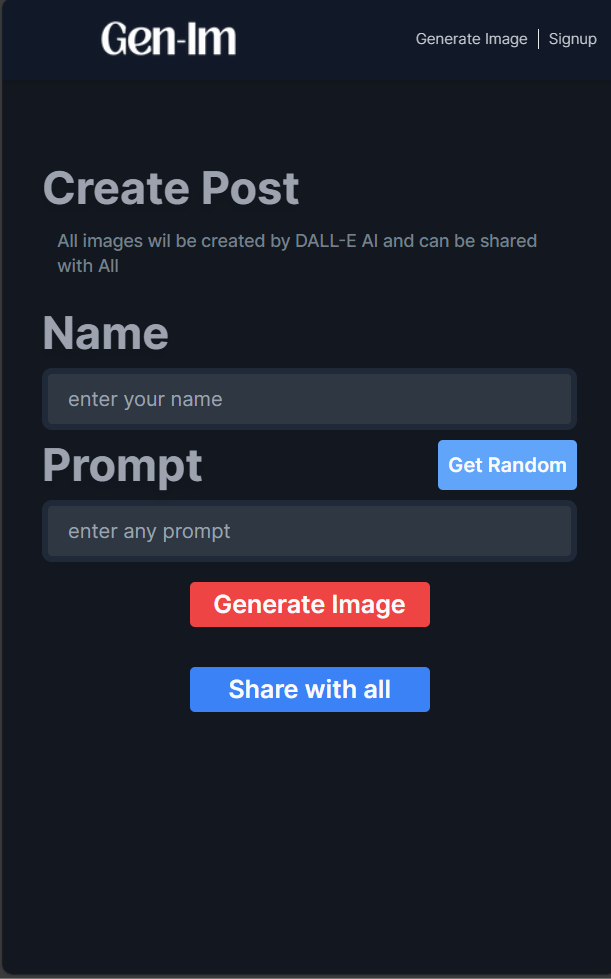 Gen-Im
Generate Image | Signup
Create Post
All images wil be created by DALL-E AI and can be shared
with All
Name
enter your name
Prompt
Get Random
enter any prompt
Generate Image
Share with all